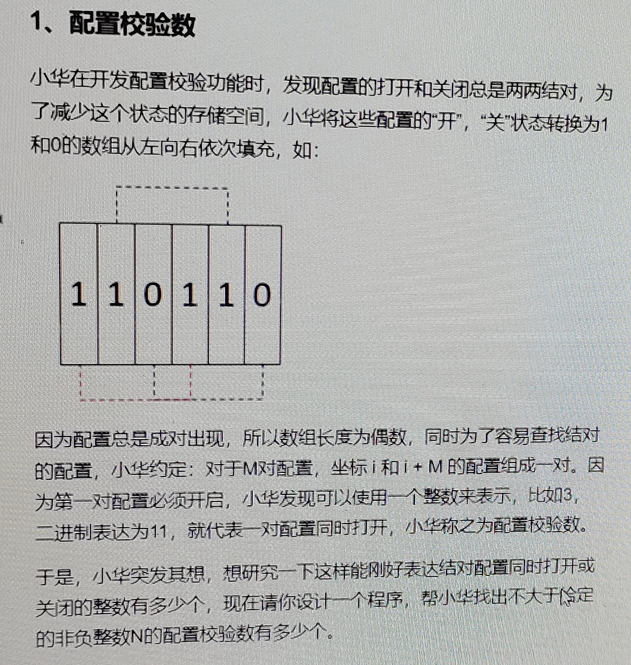 1、配置校验数
小华在开发配置校验功能时，发现配置的打开和关闭总是两两结对，为
了减少这个状态的存储空间，小华将这些配置的“开”，“关”状态转换为1
和0的数组从左向右依次填充，如：
1 1 0 1 1 0
因为配置总是成对出现，所以数组长度为偶数，同时为了容易查找结对
的配置，小华约定：对于M对配置，坐标 i 和 i + M 的配置组成一对。因
为第一对配置必须开启，小华发现可以使用一个整数来表示，比如3，
二进制表达为11，就代表一对配置同时打开，小华称之为配置校验数。
于是，小华突发其想，想研究一下这样能刚好表达结对配置同时打开或
关闭的整数有多少个，现在请你设计一个程序，帮小华找出不大于给定
的非负整数N的配置校验数有多少个。